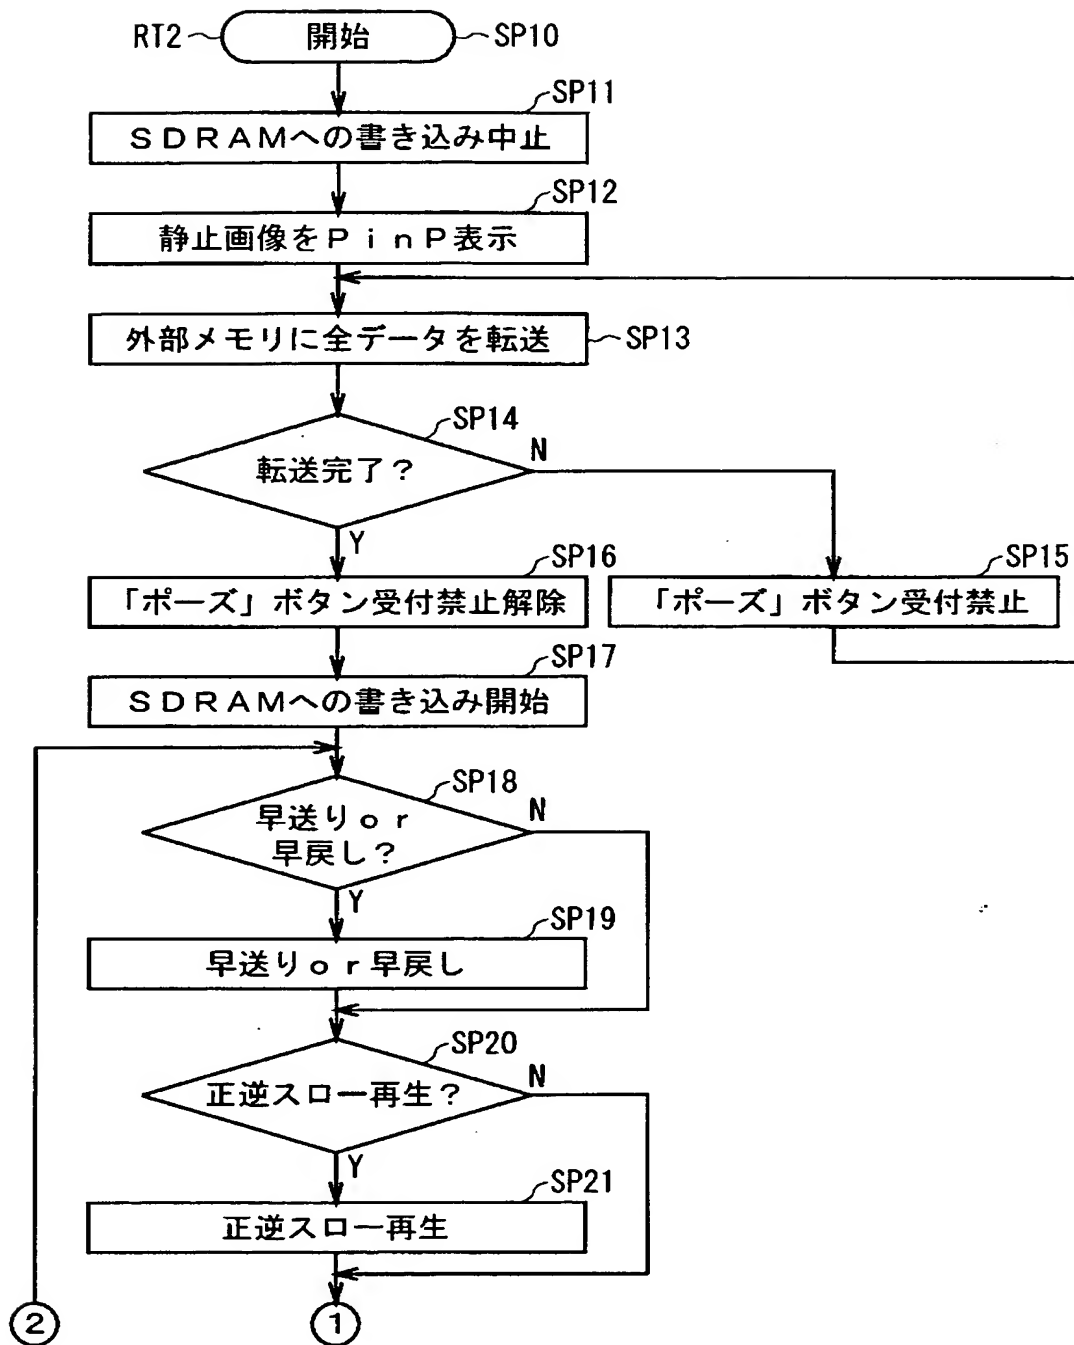 RT2
開始
SP10
SP11
SDRAMへの書き込み中止
SP12
静止画像をPinP表示
外部メモリに全データを転送
SP13
SP14
転送完了?
N
Y
SP16
「ポーズ」ボタン受付禁止解除
SP15
「ポーズ」ボタン受付禁止
SP17
SDRAMへの書き込み開始
SP18
早送りor
早戻し?
N
Y
SP19
早送りor早戻し
SP20
正逆スロー再生?
N
Y
SP21
正逆スロー再生
2
1